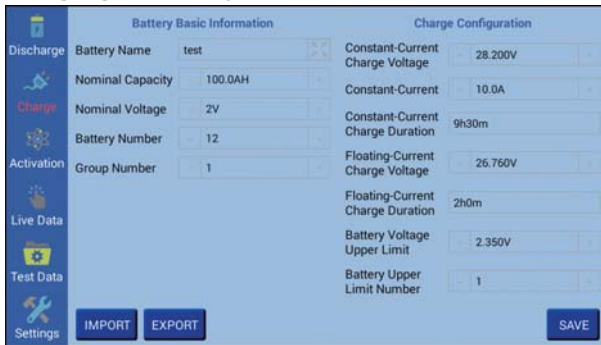 Discharge
Charge
Activation
Live Data
Test Data
Settings
Battery Basic Information
Battery Name test
Nominal Capacity - 100.0AH +
Nominal Voltage - 2V +
Battery Number - 12 +
Group Number - 1 +
IMPORT EXPORT
Charge Configuration
Constant-Current
Charge Voltage - 28.200V +
Constant-Current - 10.0A +
Constant-Current
Charge Duration 9h30m
Floating-Current
Charge Voltage - 26.760V +
Floating-Current
Charge Duration 2h0m
Battery Voltage
Upper Limit - 2.350V +
Battery Upper
Limit Number - 1 +
SAVE